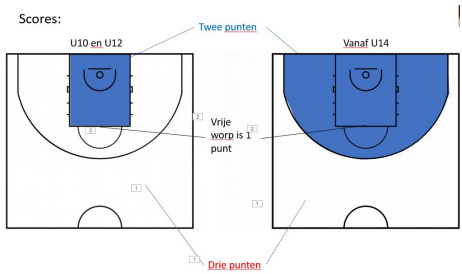 Scores:
Twee punten
U10 en U12
Vanaf U14
Vrije
worp is 1
punt
2
2
2
1
1
1
Drie punten